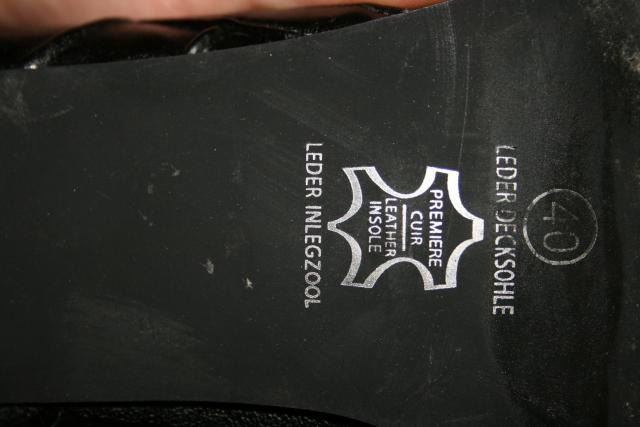 40
LEDER DECKSOHLE
PREMIERE
CUIR
LEATHER
INSOLE
LEDER INLEGZOOL